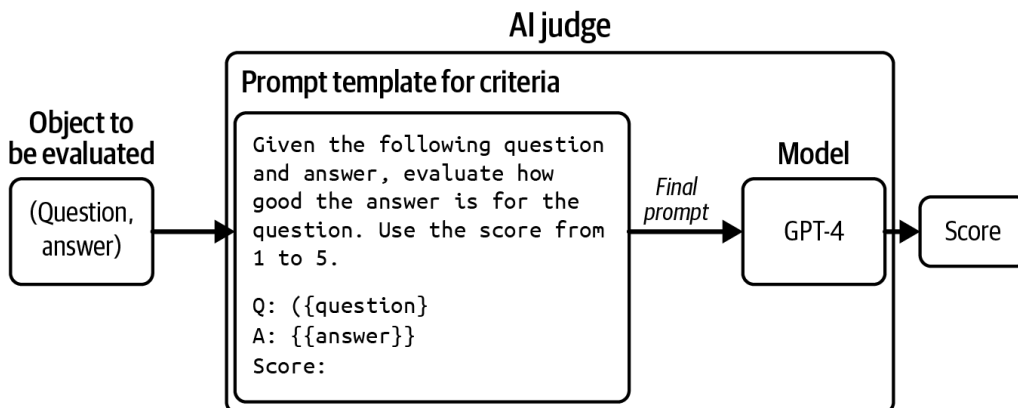 AI judge
Prompt template for criteria
Object to
be evaluated
(Question,
answer)
Given the following question
and answer, evaluate how
good the answer is for the
question. Use the score from
1 to 5.
Q: ({question}
A: {{answer}}
Score:
Final
prompt
Model
GPT-4
Score